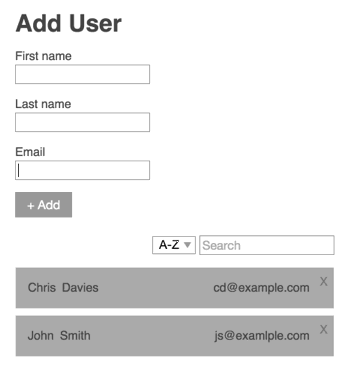 Add User
First name
Last name
Email
+ Add
A-Z Search
Chris Davies cd@example.com X
John Smith js@examlple.com X